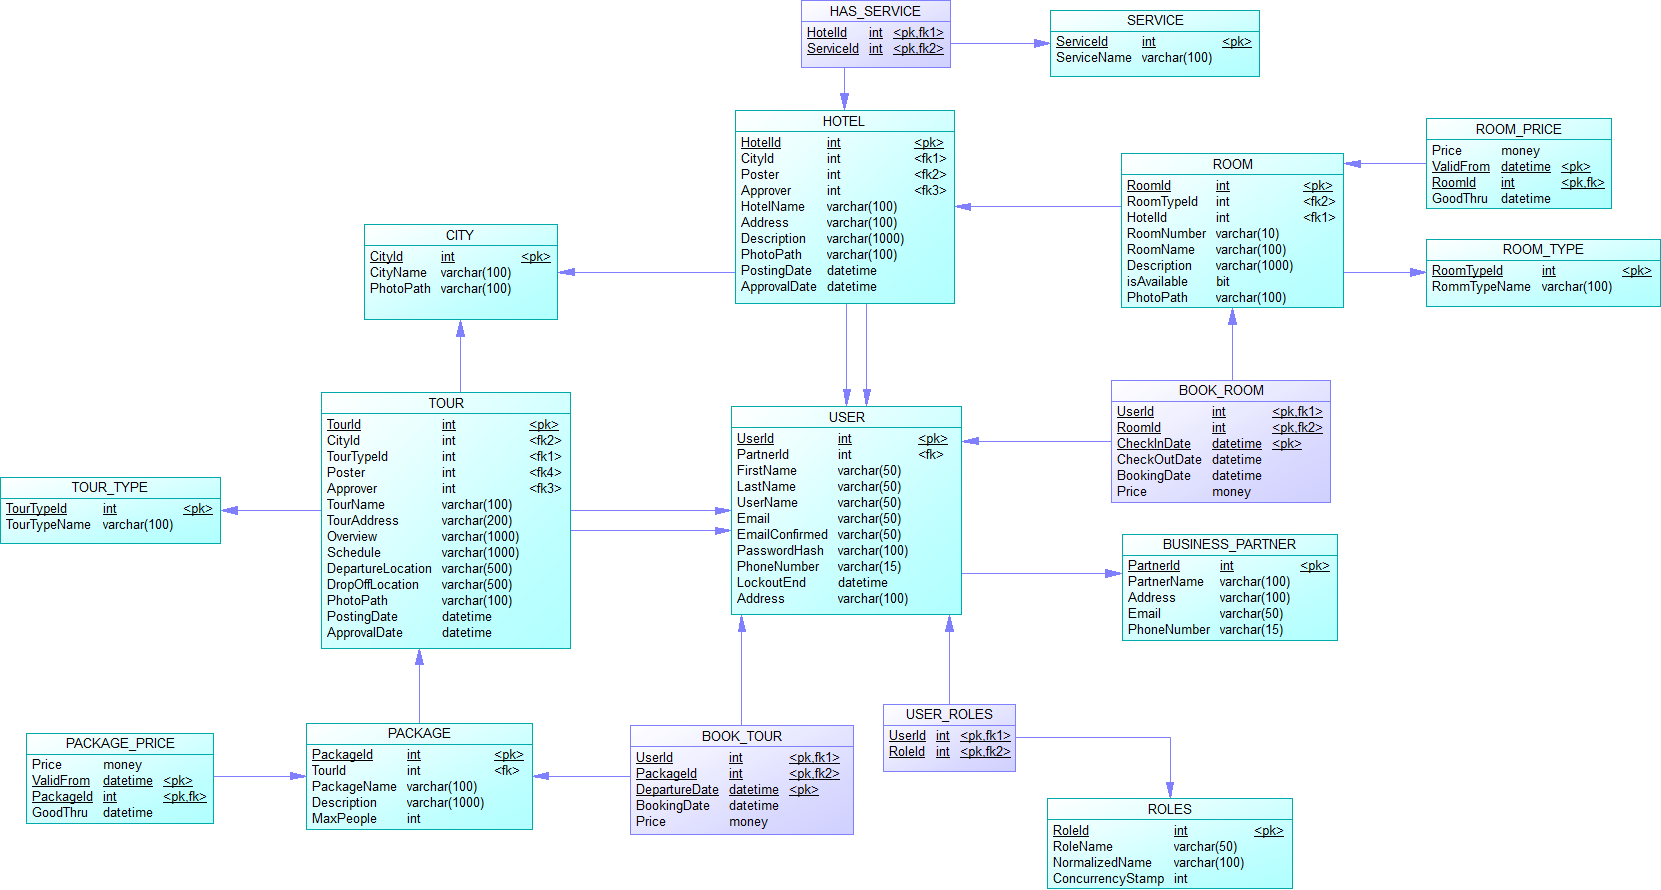 HAS_SERVICE
HotelId int <pk,fk1>
ServiceId int <pk,fk2>
SERVICE
ServiceId int <pk>
ServiceName varchar(100)
HOTEL
HotelId int <pk>
CityId int <fk1>
Poster int <fk2>
Approver int <fk3>
HotelName varchar(100)
Address varchar(100)
Description varchar(1000)
PhotoPath varchar(100)
PostingDate datetime
ApprovalDate datetime
ROOM_PRICE
Price money
ValidFrom datetime <pk>
RoomId int <pk,fk>
GoodThru datetime
ROOM
RoomId int <pk>
RoomTypeId int <fk2>
HotelId int <fk1>
RoomNumber varchar(10)
RoomName varchar(100)
Description varchar(1000)
isAvailable bit
PhotoPath varchar(100)
ROOM_TYPE
RoomTypeId int <pk>
RommTypeName varchar(100)
CITY
CityId int <pk>
CityName varchar(100)
PhotoPath varchar(100)
BOOK_ROOM
UserId int <pk,fk1>
RoomId int <pk,fk2>
CheckInDate datetime <pk>
CheckOutDate datetime
BookingDate datetime
Price money
TOUR
TourId int <pk>
CityId int <fk2>
TourTypeId int <fk1>
Poster int <fk4>
Approver int <fk3>
TourName varchar(100)
TourAddress varchar(200)
Overview varchar(1000)
Schedule varchar(1000)
DepartureLocation varchar(500)
DropOffLocation varchar(500)
PhotoPath varchar(100)
PostingDate datetime
ApprovalDate datetime
USER
UserId int <pk>
PartnerId int <fk>
FirstName varchar(50)
LastName varchar(50)
UserName varchar(50)
Email varchar(50)
EmailConfirmed varchar(50)
PasswordHash varchar(100)
PhoneNumber varchar(15)
LockoutEnd datetime
Address varchar(100)
TOUR_TYPE
TourTypeId int <pk>
TourTypeName varchar(100)
BUSINESS_PARTNER
PartnerId int <pk>
PartnerName varchar(100)
Address varchar(100)
Email varchar(50)
PhoneNumber varchar(15)
PACKAGE_PRICE
Price money
ValidFrom datetime <pk>
PackageId int <pk,fk>
GoodThru datetime
PACKAGE
PackageId int <pk>
TourId int <fk>
PackageName varchar(100)
Description varchar(1000)
MaxPeople int
BOOK_TOUR
UserId int <pk,fk1>
PackageId int <pk,fk2>
DepartureDate datetime <pk>
BookingDate datetime
Price money
USER_ROLES
UserId int <pk,fk1>
RoleId int <pk,fk2>
ROLES
RoleId int <pk>
RoleName varchar(50)
NormalizedName varchar(100)
ConcurrencyStamp int